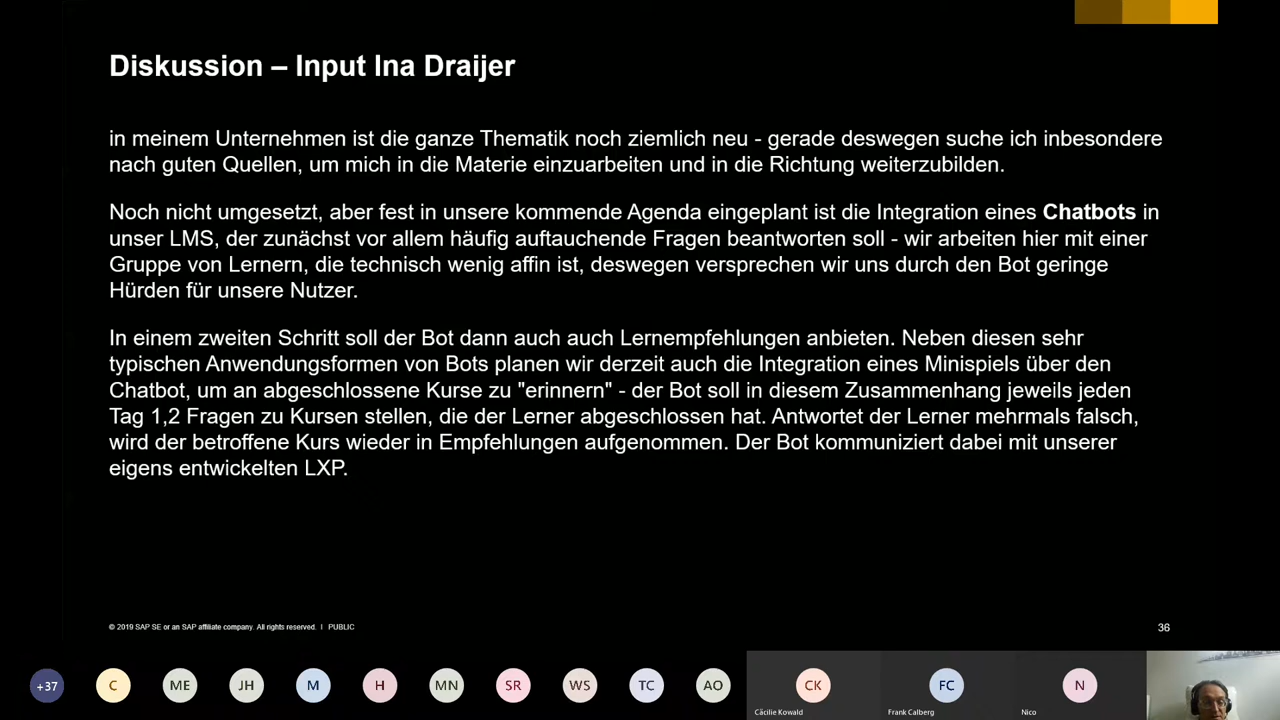 Diskussion – Input Ina Draijer
in meinem Unternehmen ist die ganze Thematik noch ziemlich neu - gerade deswegen suche ich inbesondere
nach guten Quellen, um mich in die Materie einzuarbeiten und in die Richtung weiterzubilden.
Noch nicht umgesetzt, aber fest in unsere kommende Agenda eingeplant ist die Integration eines Chatbots in
unser LMS, der zunächst vor allem häufig auftauchende Fragen beantworten soll - wir arbeiten hier mit einer
Gruppe von Lernern, die technisch wenig affin ist, deswegen versprechen wir uns durch den Bot geringe
Hürden für unsere Nutzer.
In einem zweiten Schritt soll der Bot dann auch auch Lernempfehlungen anbieten. Neben diesen sehr
typischen Anwendungsformen von Bots planen wir derzeit auch die Integration eines Minispiels über den
Chatbot, um an abgeschlossene Kurse zu "erinnern" - der Bot soll in diesem Zusammenhang jeweils jeden
Tag 1,2 Fragen zu Kursen stellen, die der Lerner abgeschlossen hat. Antwortet der Lerner mehrmals falsch,
wird der betroffene Kurs wieder in Empfehlungen aufgenommen. Der Bot kommuniziert dabei mit unserer
eigens entwickelten LXP.
© 2019 SAP SE or an SAP affiliate company. All rights reserved. I PUBLIC
36
+37 C ME JH M H MN SR WS TC AO CK FC N
Cäcilie Kowald Frank Calberg Nico